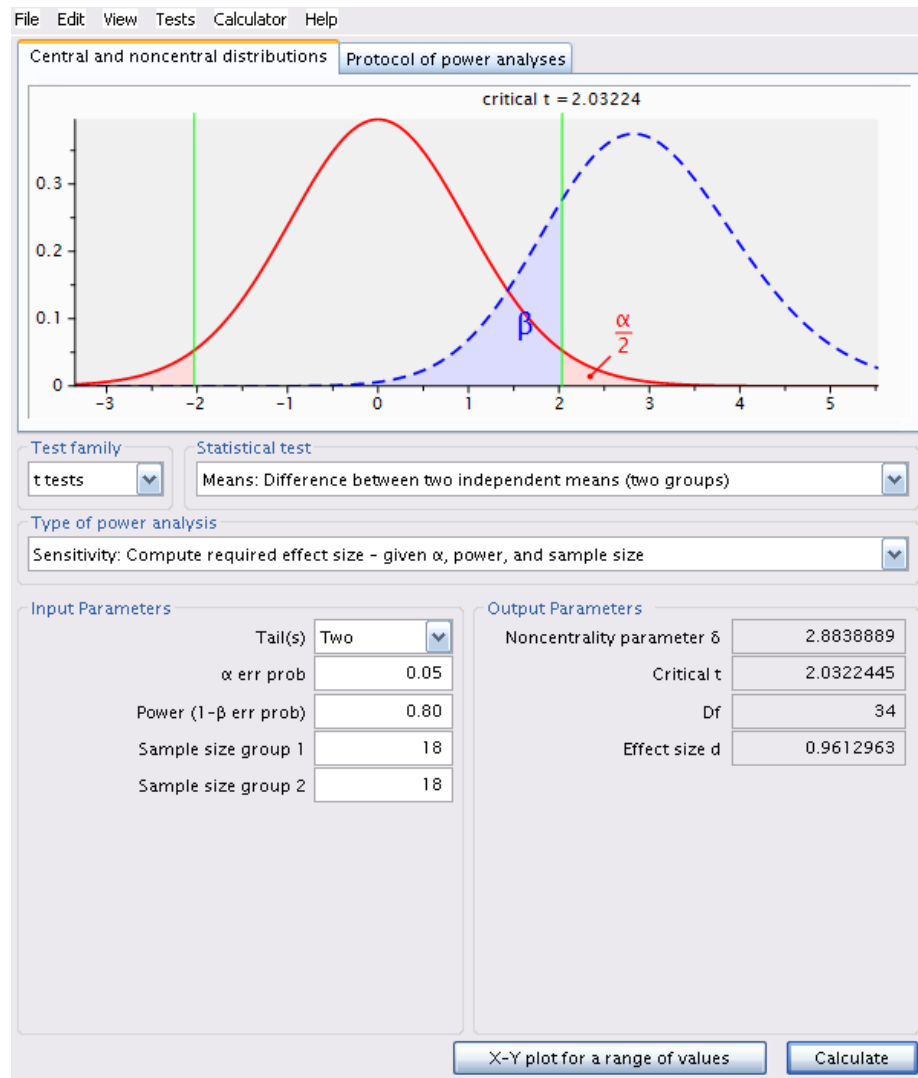 File Edit View Tests Calculator Help
Central and noncentral distributions Protocol of power analyses
critical t = 2.03224
0.3
0.2
0.1
0
β
α
2
-3 -2 -1 0 1 2 3 4 5
Test family
t tests
Statistical test
Means: Difference between two independent means (two groups)
Type of power analysis
Sensitivity: Compute required effect size – given α, power, and sample size
Input Parameters
Tail(s) Two
α err prob 0.05
Power (1-β err prob) 0.80
Sample size group 1 18
Sample size group 2 18
Output Parameters
Noncentrality parameter δ 2.8838889
Critical t 2.0322445
Df 34
Effect size d 0.9612963
X-Y plot for a range of values Calculate